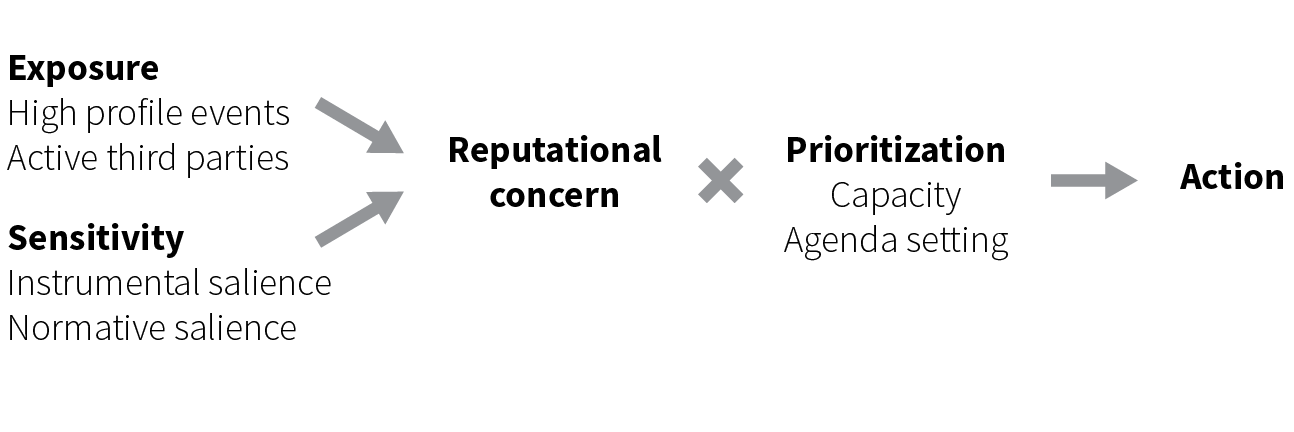 Exposure
High profile events
Active third parties
Sensitivity
Instrumental salience
Normative salience
Reputational
concern
Prioritization
Capacity
Agenda setting
Action